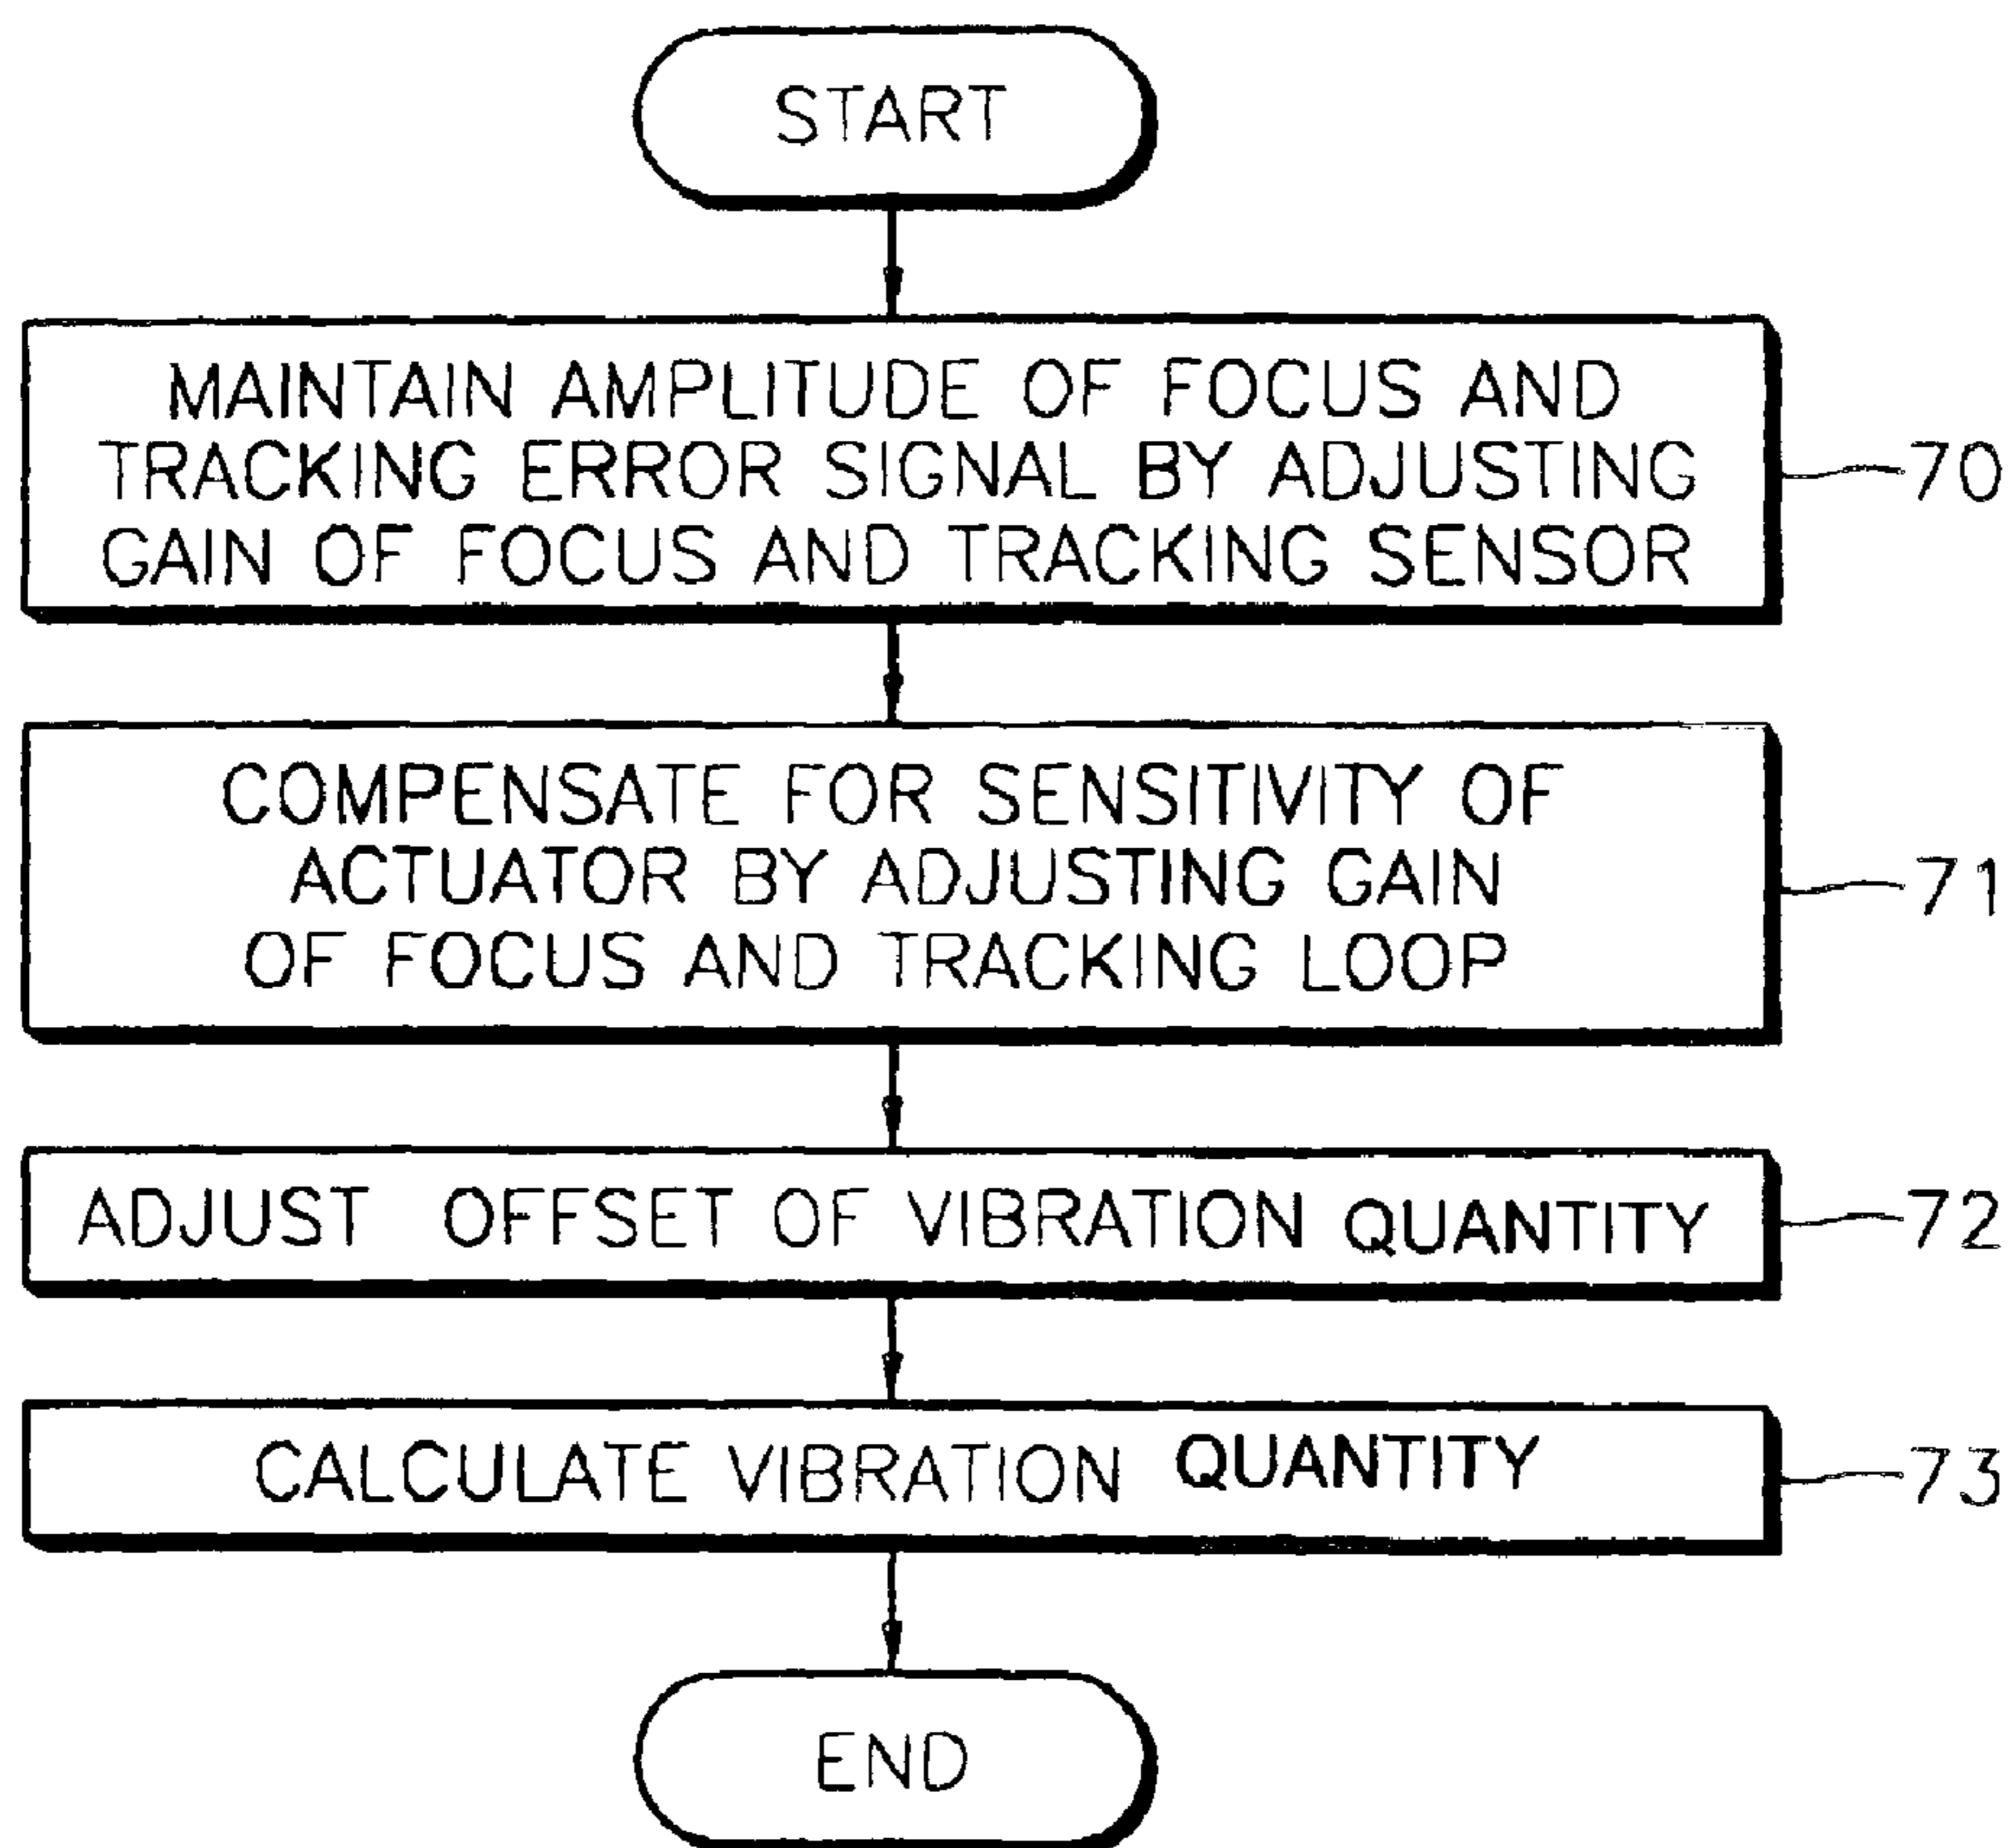 START
MAINTAIN AMPLITUDE OF FOCUS AND
TRACKING ERROR SIGNAL BY ADJUSTING
GAIN OF FOCUS AND TRACKING SENSOR
70
COMPENSATE FOR SENSITIVITY OF
ACTUATOR BY ADJUSTING GAIN
OF FOCUS AND TRACKING LOOP
71
ADJUST OFFSET OF VIBRATION QUANTITY
72
CALCULATE VIBRATION QUANTITY
73
END